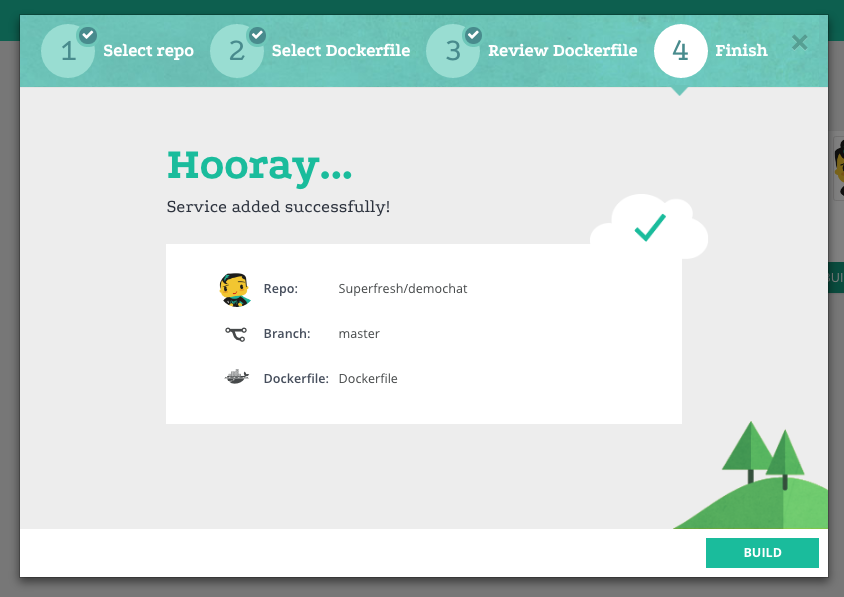 1 Select repo 2 Select Dockerfile 3 Review Dockerfile 4 Finish
Hooray...
Service added successfully!
Repo: Superfresh/demochat
Branch: master
Dockerfile: Dockerfile
BUILD